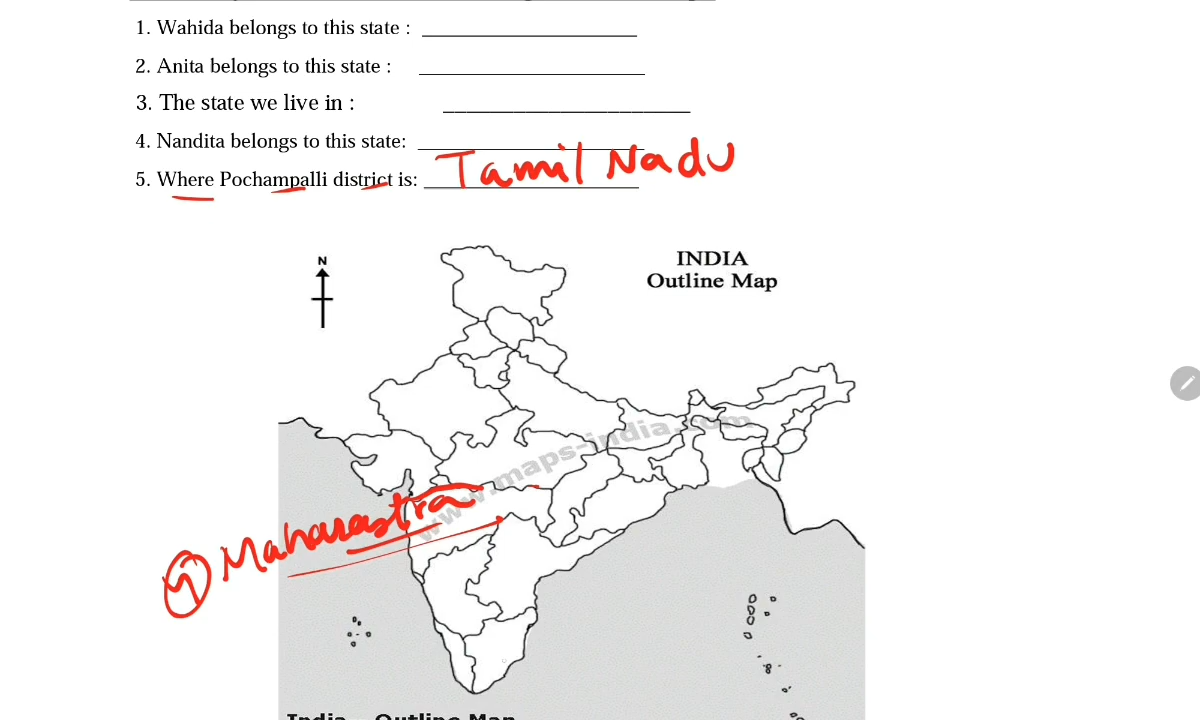 1. Wahida belongs to this state :
2. Anita belongs to this state :
3. The state we live in :
4. Nandita belongs to this state:
Tamil Nadu
5. Where Pochampalli district is:
N
INDIA
Outline Map
www.maps-india.com
④ Maharastra
India Outline Map